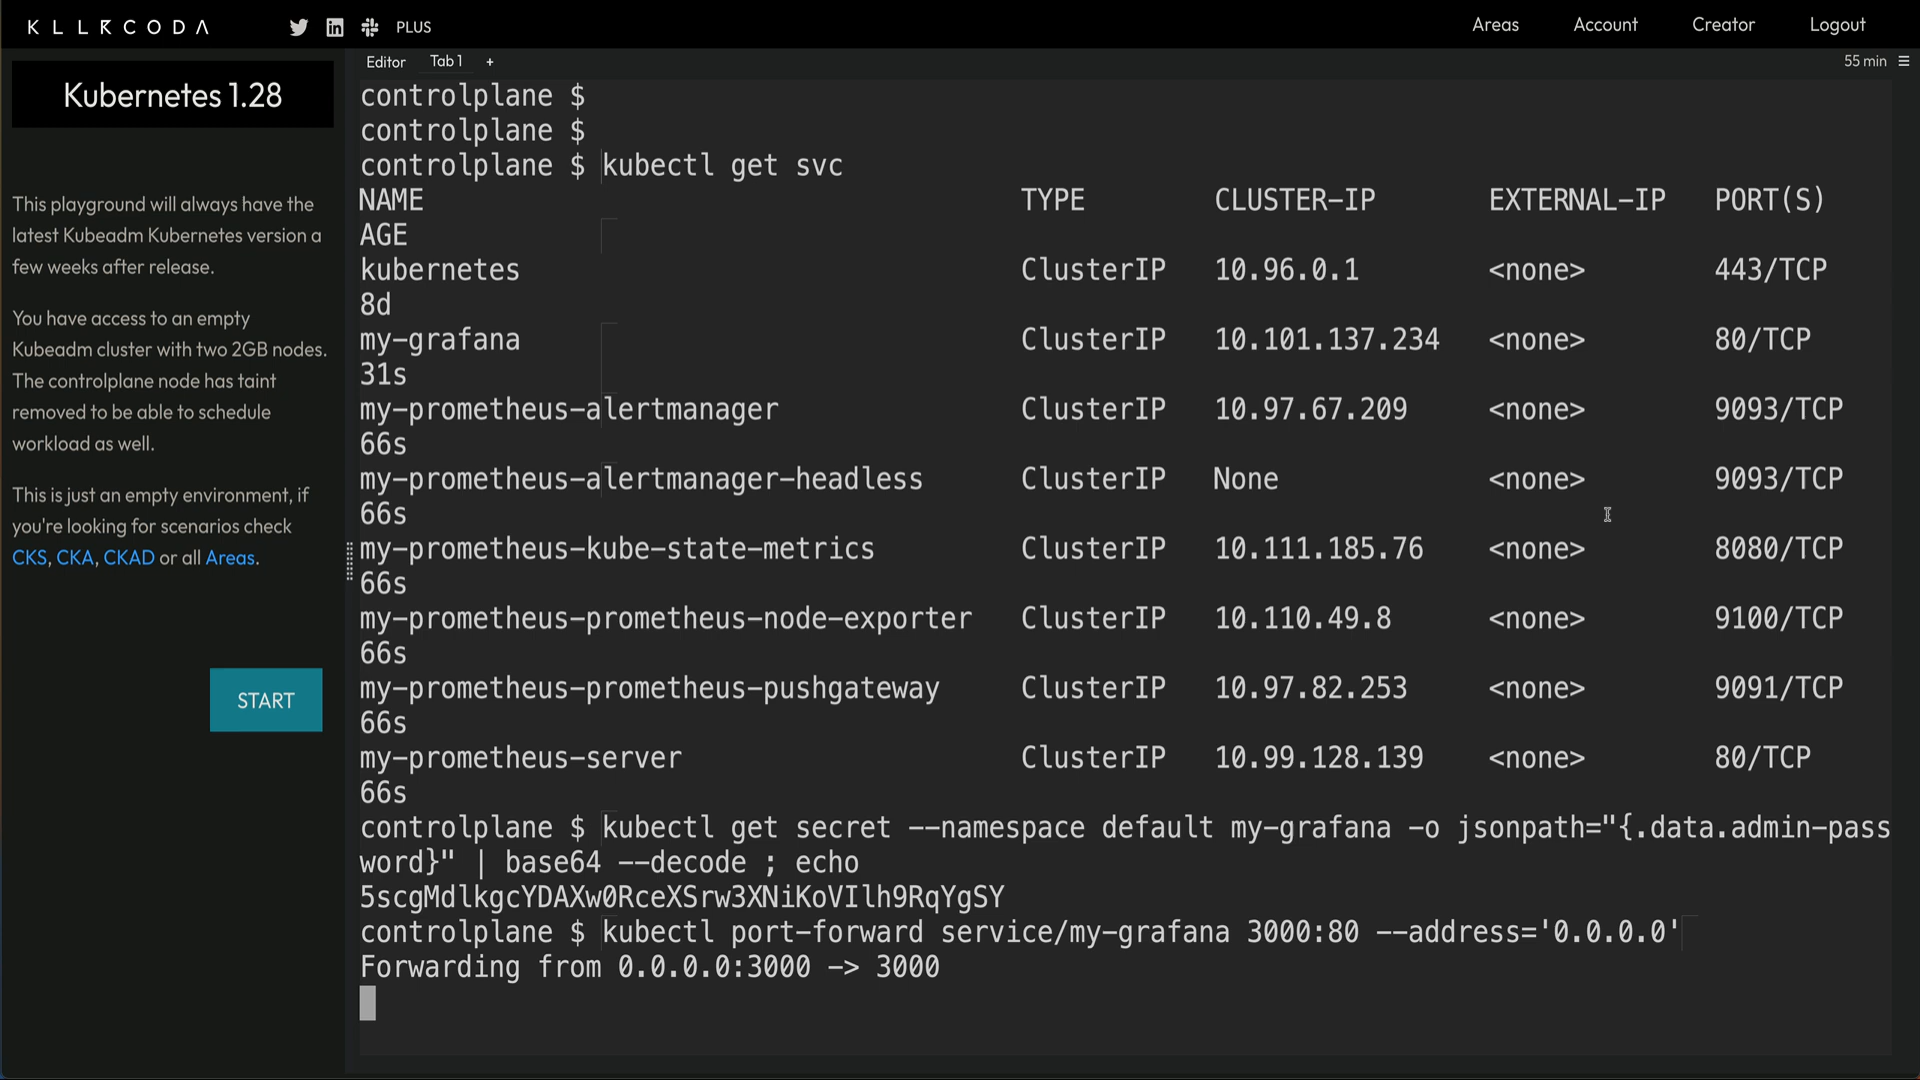 KLLRCODA PLUS Areas Account Creator Logout
Editor Tab 1 + 55 min
Kubernetes 1.28
This playground will always have the
latest Kubeadm Kubernetes version a
few weeks after release.
You have access to an empty
Kubeadm cluster with two 2GB nodes.
The controlplane node has taint
removed to be able to schedule
workload as well.
This is just an empty environment, if
you're looking for scenarios check
CKS, CKA, CKAD or all Areas.
START
controlplane $
controlplane $
controlplane $ kubectl get svc
NAME TYPE CLUSTER-IP EXTERNAL-IP PORT(S)
AGE
kubernetes ClusterIP 10.96.0.1 <none> 443/TCP
8d
my-grafana ClusterIP 10.101.137.234 <none> 80/TCP
31s
my-prometheus-alertmanager ClusterIP 10.97.67.209 <none> 9093/TCP
66s
my-prometheus-alertmanager-headless ClusterIP None <none> 9093/TCP
66s
my-prometheus-kube-state-metrics ClusterIP 10.111.185.76 <none> 8080/TCP
66s
my-prometheus-prometheus-node-exporter ClusterIP 10.110.49.8 <none> 9100/TCP
66s
my-prometheus-prometheus-pushgateway ClusterIP 10.97.82.253 <none> 9091/TCP
66s
my-prometheus-server ClusterIP 10.99.128.139 <none> 80/TCP
66s
controlplane $ kubectl get secret --namespace default my-grafana -o jsonpath="{.data.admin-pass
word}" | base64 --decode ; echo
5scgMdlkgcYDAXw0RceXSrw3XNiKoVIlh9RqYgSY
controlplane $ kubectl port-forward service/my-grafana 3000:80 --address='0.0.0.0'
Forwarding from 0.0.0.0:3000 -> 3000